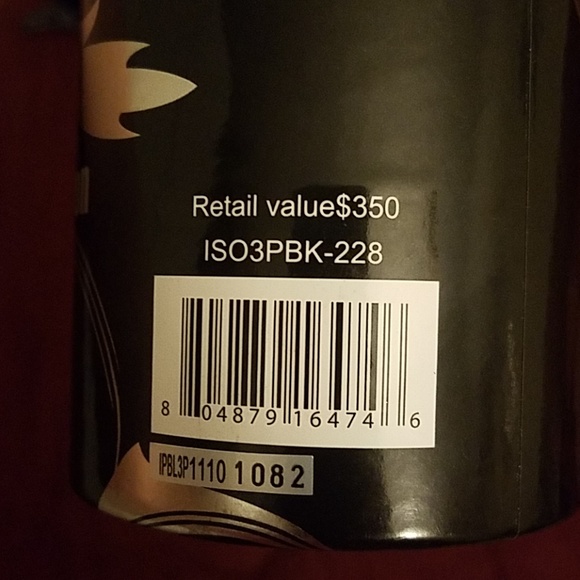 Retail value$350
ISO3PBK-228
8 04879 16474 6
IPBL3P1110 1082